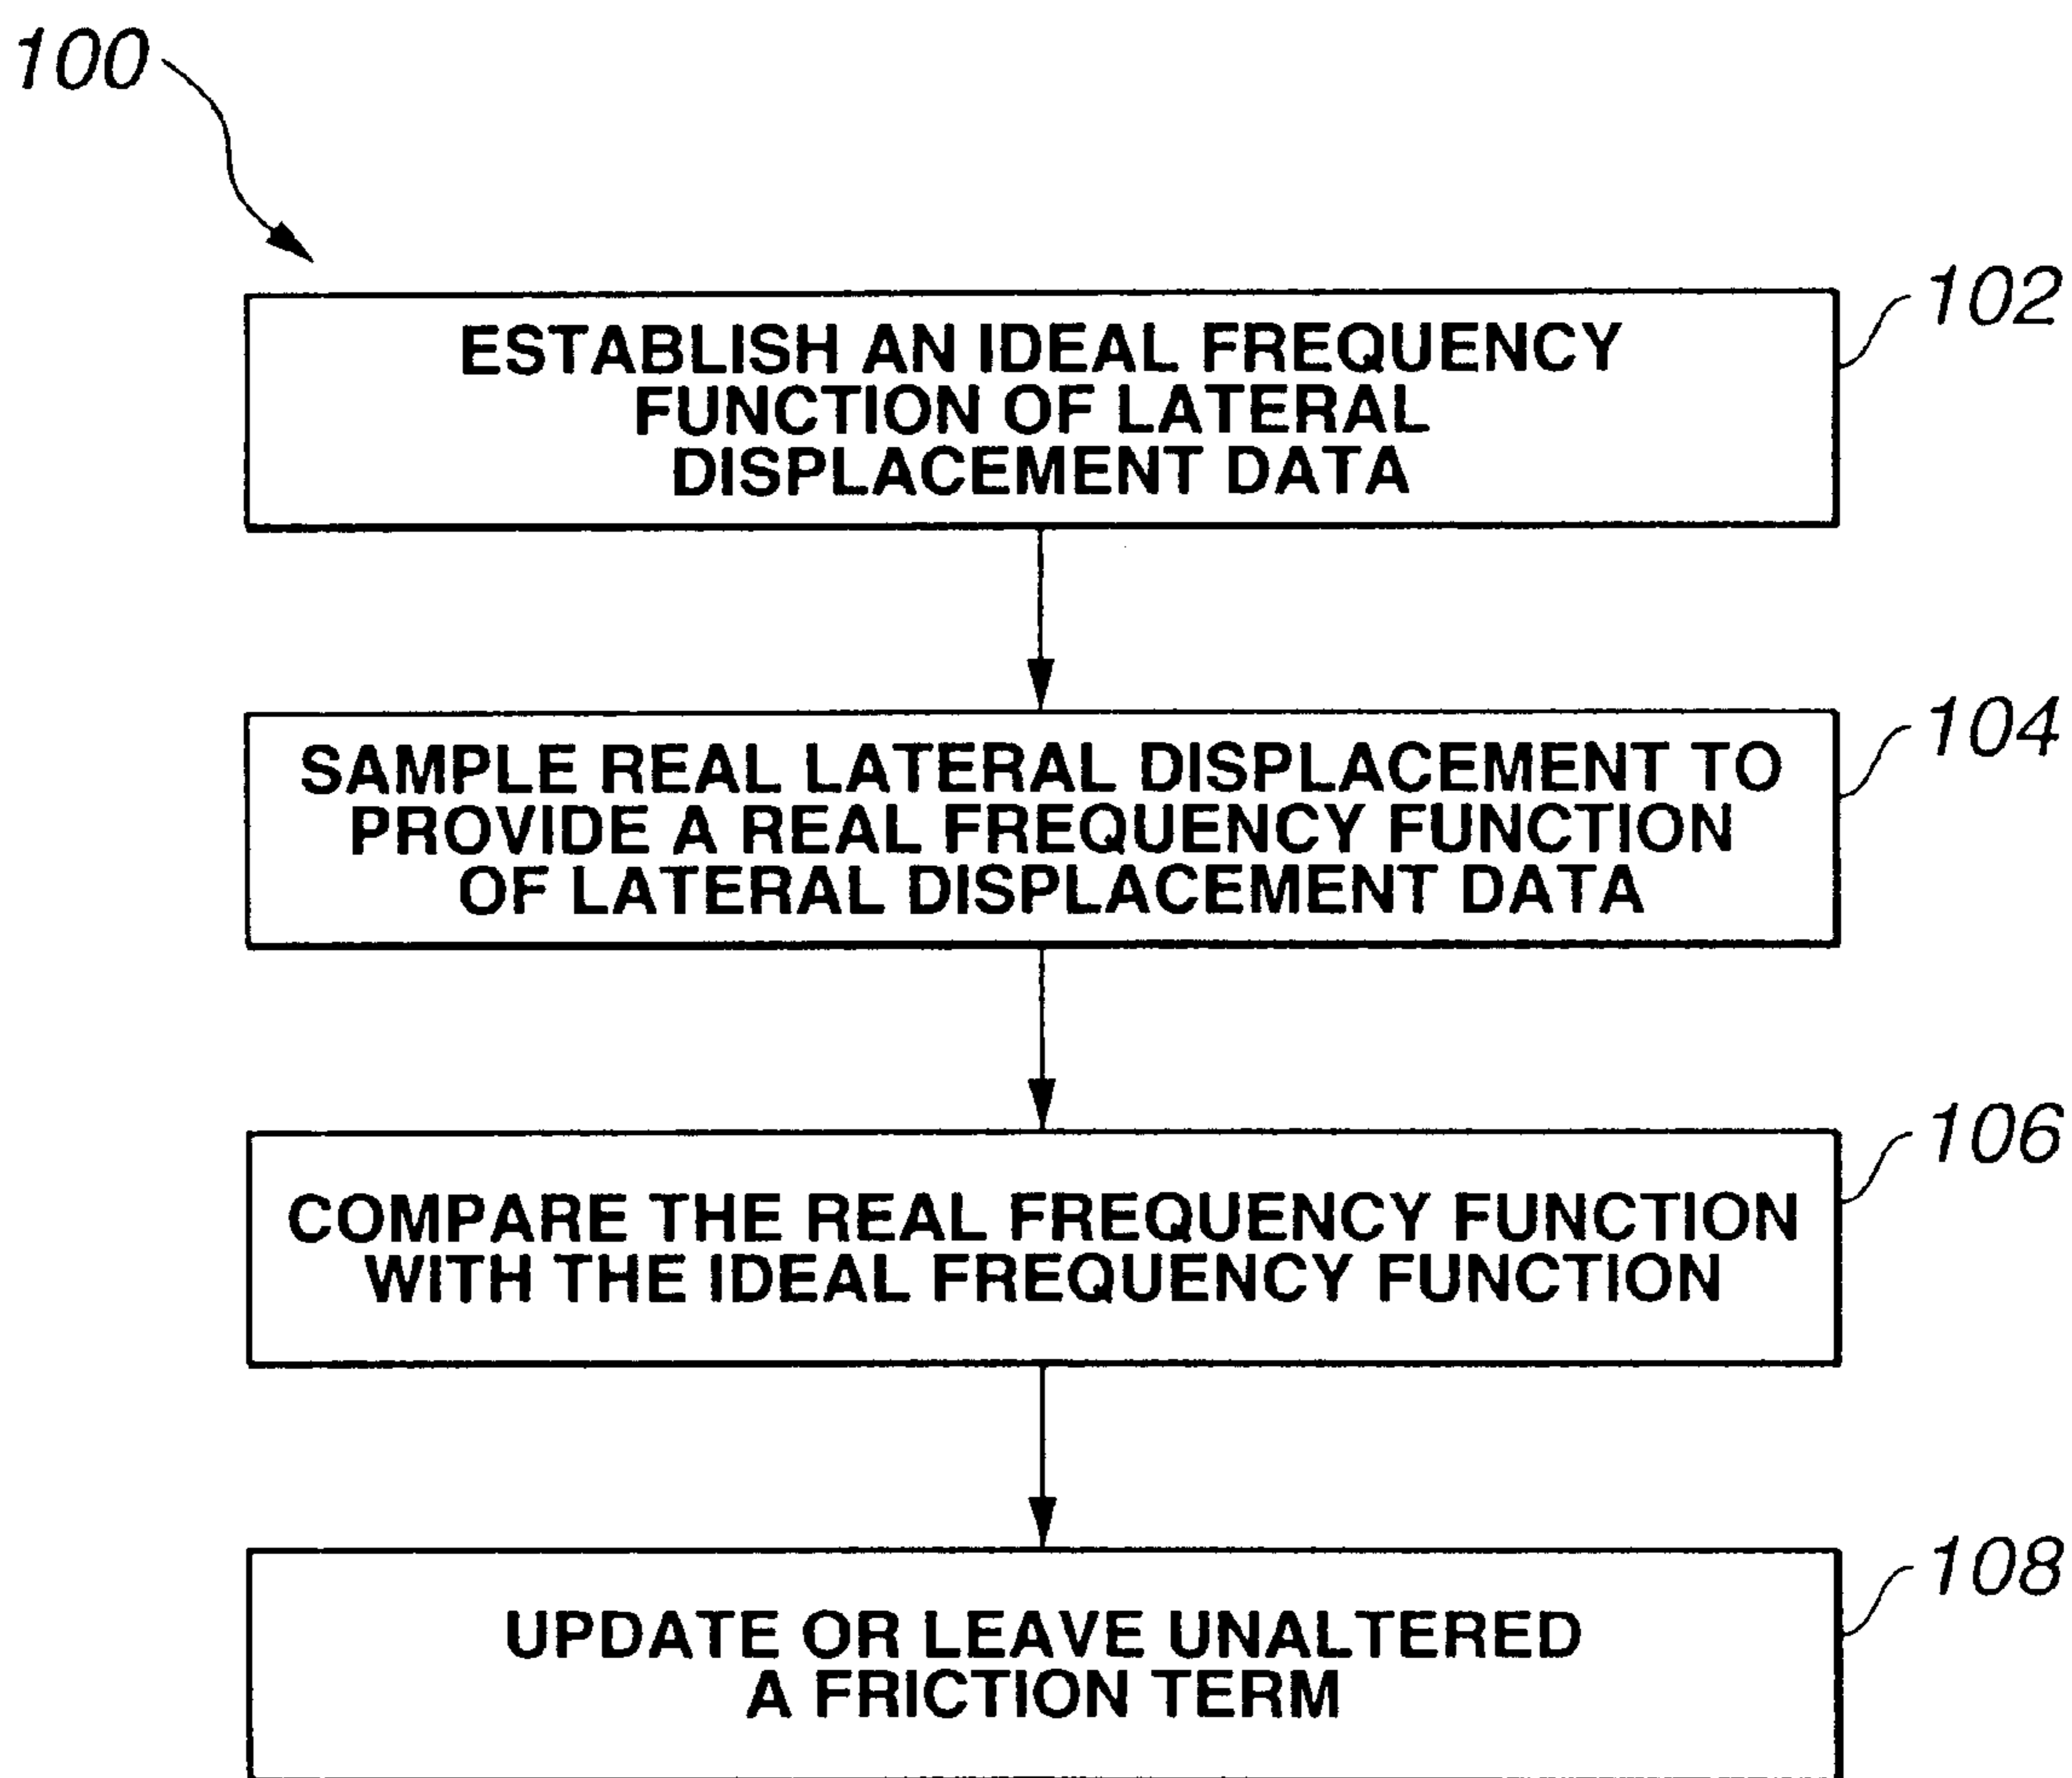 100
102
ESTABLISH AN IDEAL FREQUENCY
FUNCTION OF LATERAL
DISPLACEMENT DATA
104
SAMPLE REAL LATERAL DISPLACEMENT TO
PROVIDE A REAL FREQUENCY FUNCTION
OF LATERAL DISPLACEMENT DATA
106
COMPARE THE REAL FREQUENCY FUNCTION
WITH THE IDEAL FREQUENCY FUNCTION
108
UPDATE OR LEAVE UNALTERED
A FRICTION TERM